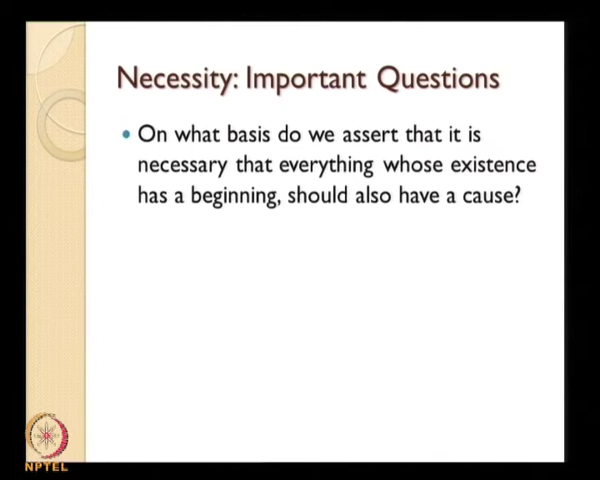 Necessity: Important Questions
• On what basis do we assert that it is
necessary that everything whose existence
has a beginning, should also have a cause?
NPTEL